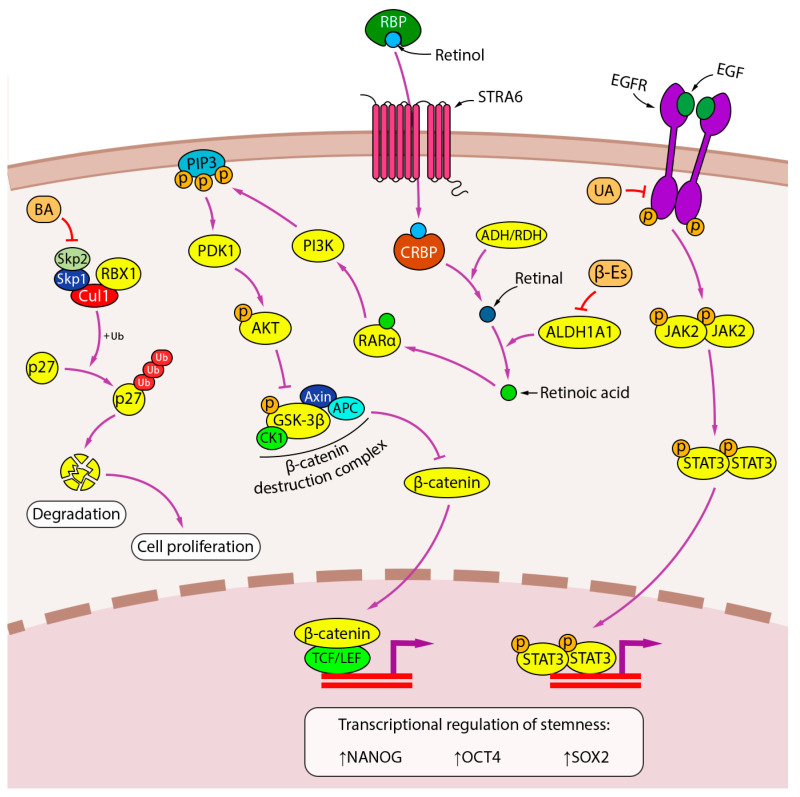 RBP
Retinol
STRA6
EGFR
EGF
PIP3
p p p
UA
p p
BA
Skp2
Skp1
RBX1
Cul1
PDK1
PI3K
CRBP
ADH/RDH
Retinal
β-Es
ALDH1A1
+Ub
p
AKT
RARα
p p
JAK2 JAK2
p27
Ub
Ub
Ub
p27
Retinoic acid
p
Axin
APC
GSK-3β
CK1
β-catenin
destruction complex
p p
STAT3 STAT3
β-catenin
Degradation
Cell proliferation
β-catenin
TCF/LEF
p p
STAT3 STAT3
Transcriptional regulation of stemness:
↑NANOG ↑OCT4 ↑SOX2